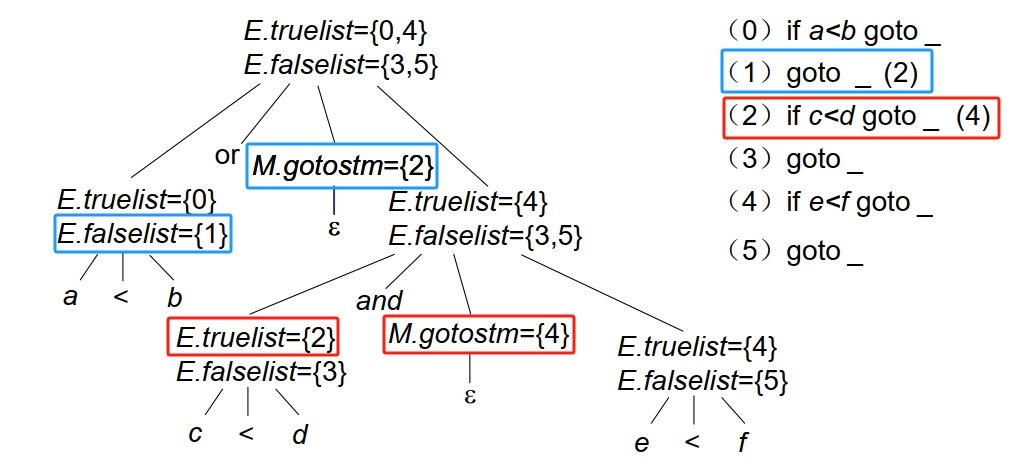 E.truelist={0,4}
E.falselist={3,5}
or
M.gotostm={2}
ε
E.truelist={0}
E.falselist={1}
a < b
E.truelist={4}
E.falselist={3,5}
and
E.truelist={2}
E.falselist={3}
c < d
M.gotostm={4}
ε
E.truelist={4}
E.falselist={5}
e < f
（0）if a<b goto _
（1）goto _ (2)
（2）if c<d goto _ (4)
（3）goto _
（4）if e<f goto _
（5）goto _